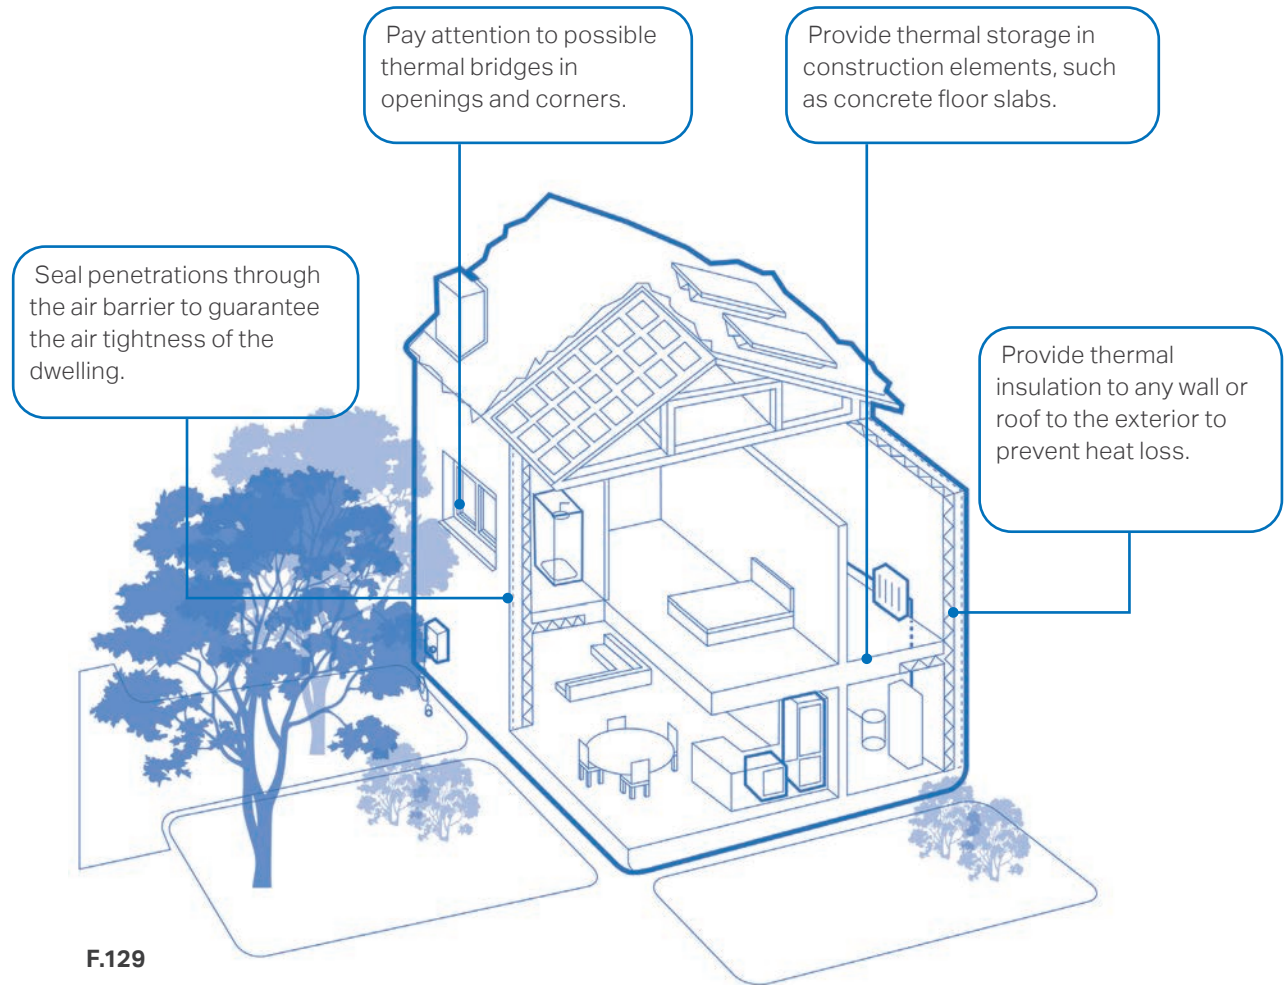 Pay attention to possible
thermal bridges in
openings and corners.
Provide thermal storage in
construction elements, such
as concrete floor slabs.
Seal penetrations through
the air barrier to guarantee
the air tightness of the
dwelling.
Provide thermal
insulation to any wall or
roof to the exterior to
prevent heat loss.
F.129